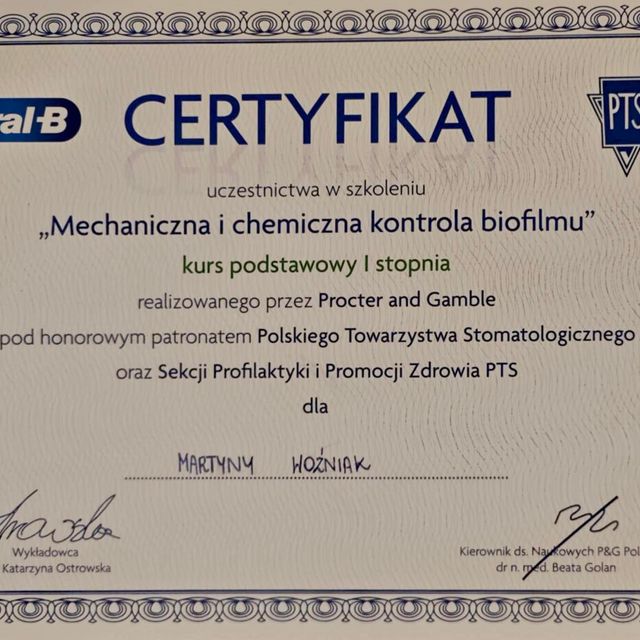 ral-B
CERTYFIKAT
PTS
uczestnictwa w szkoleniu
„Mechaniczna i chemiczna kontrola biofilmu”
kurs podstawowy I stopnia
realizowanego przez Procter and Gamble
pod honorowym patronatem Polskiego Towarzystwa Stomatologicznego
oraz Sekcji Profilaktyki i Promocji Zdrowia PTS
dla
MARTYNY WOŹNIAK
Wykładowca
Katarzyna Ostrowska
Kierownik ds. Naukowych P&G Pol
dr n. med. Beata Golan